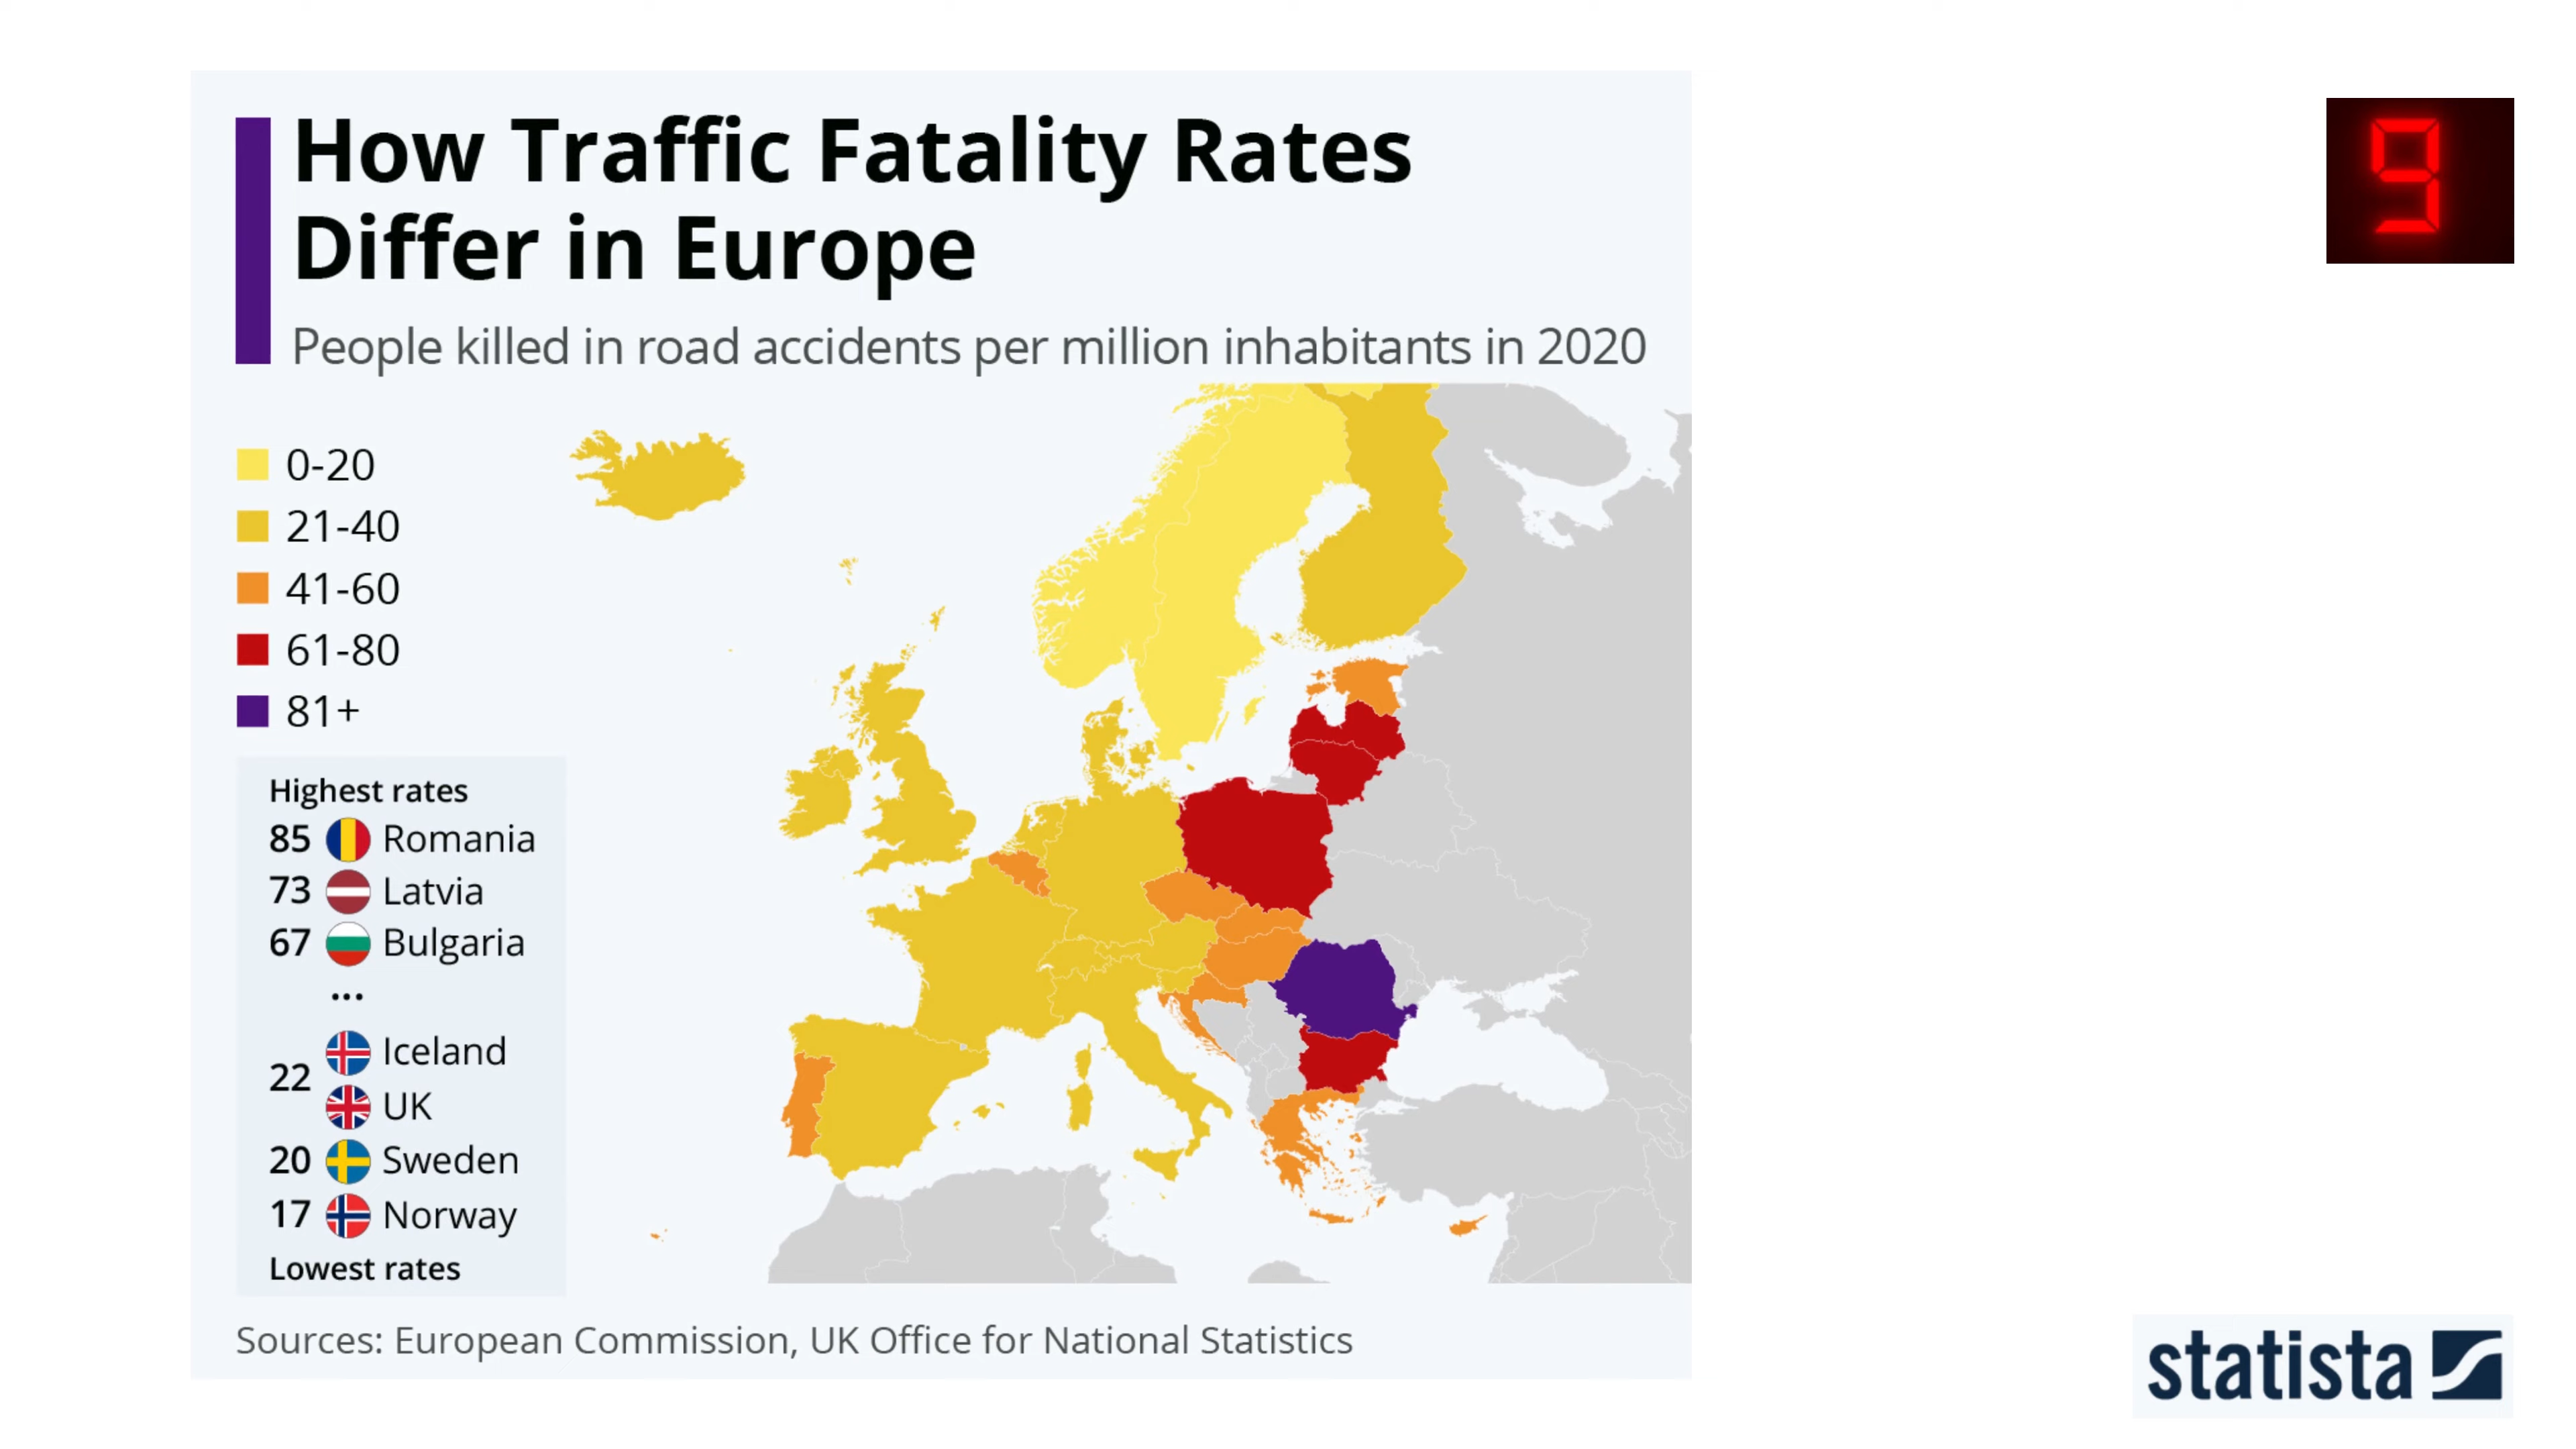 How Traffic Fatality Rates
Differ in Europe
People killed in road accidents per million inhabitants in 2020
0-20
21-40
41-60
61-80
81+
Highest rates
85 Romania
73 Latvia
67 Bulgaria
...
22 Iceland
UK
20 Sweden
17 Norway
Lowest rates
Sources: European Commission, UK Office for National Statistics
9
statista